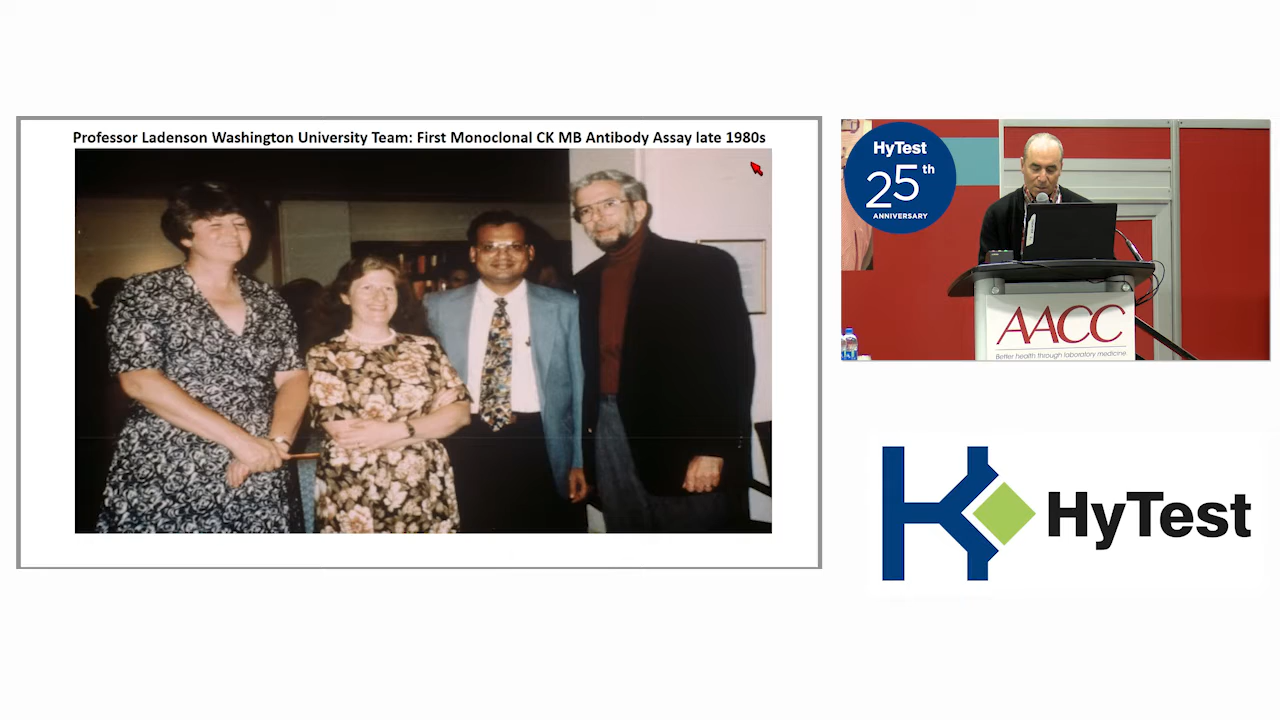 Professor Ladenson Washington University Team: First Monoclonal CK MB Antibody Assay late 1980s
HyTest
25th
ANNIVERSARY
AACC
Better health through laboratory medicine
HyTest